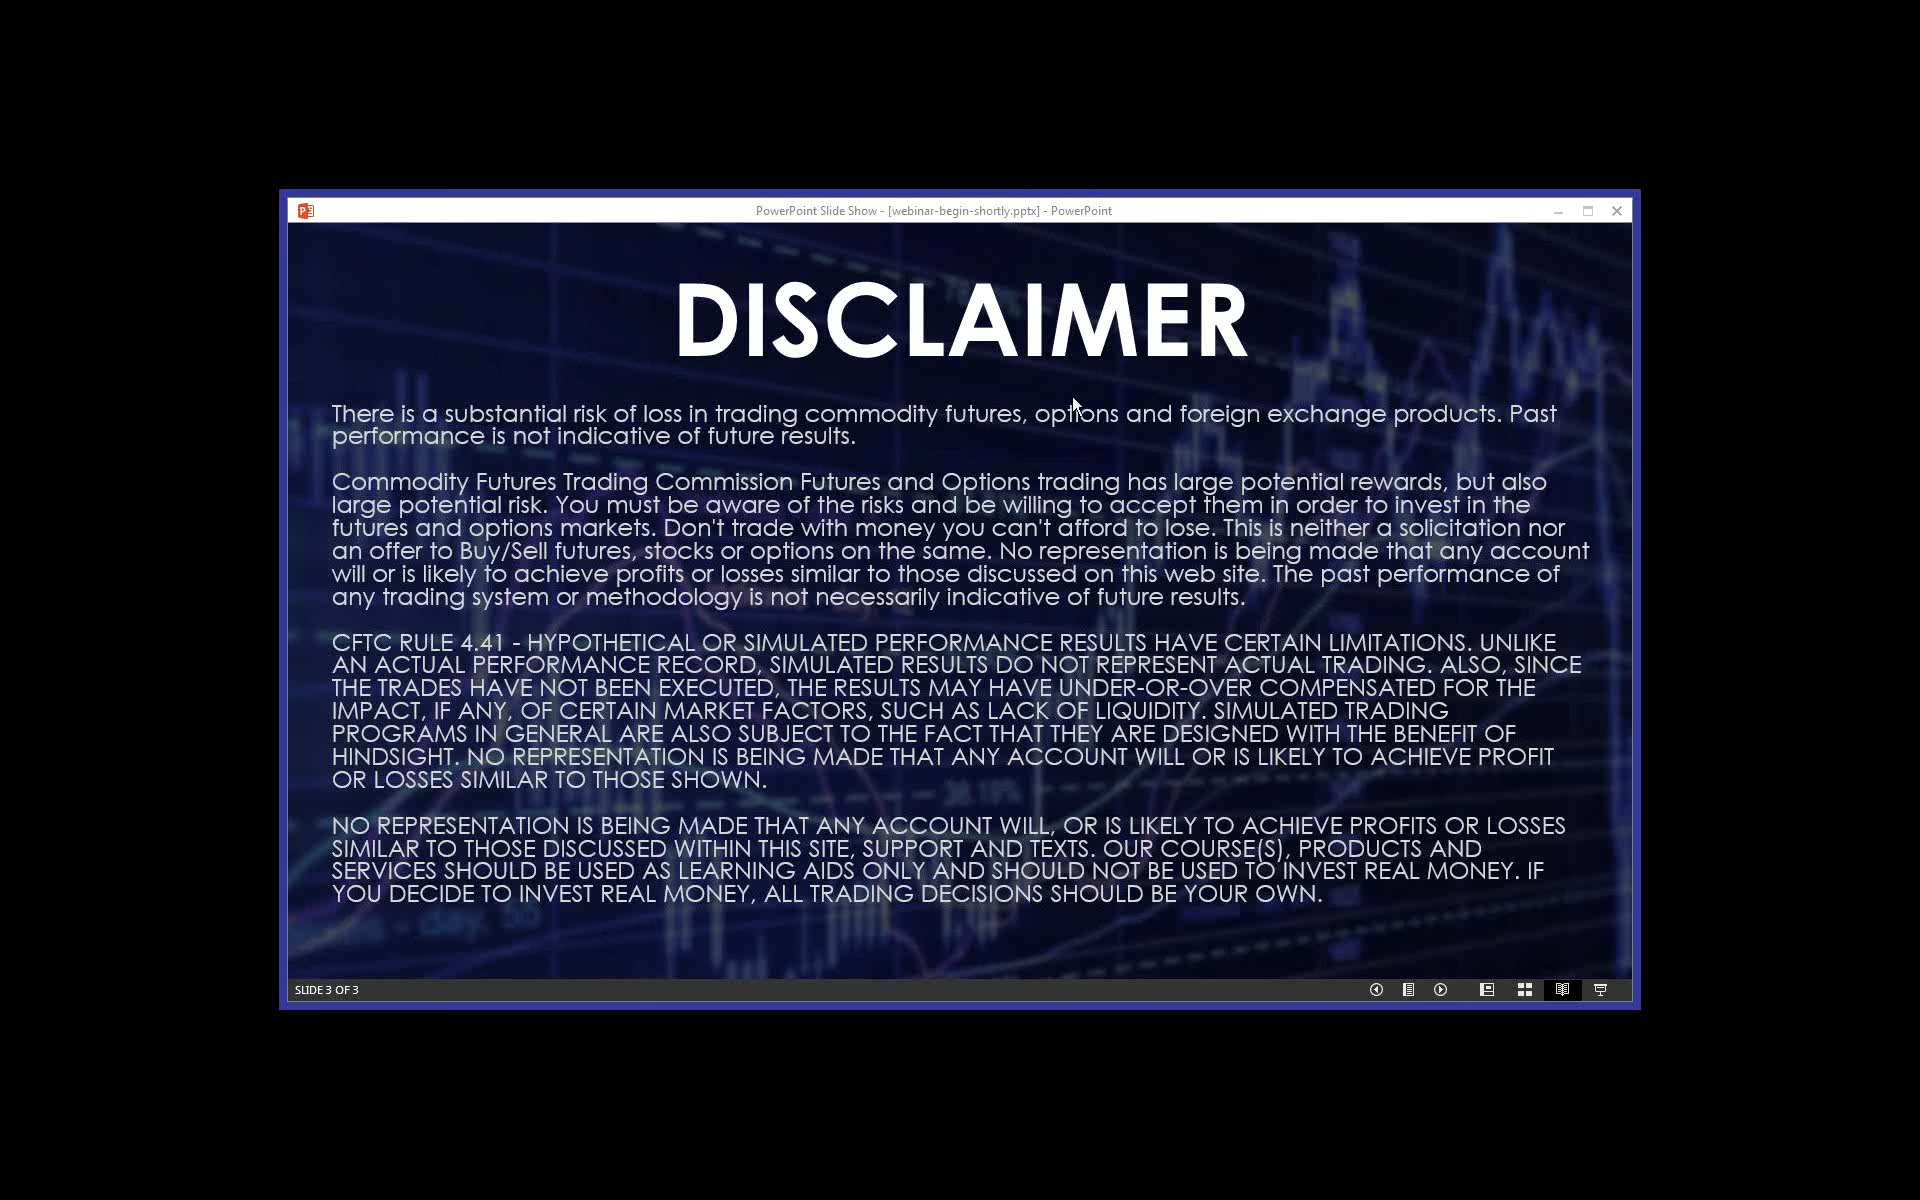 PowerPoint Slide Show - [webinar-begin-shortly.pptx] - PowerPoint
DISCLAIMER
There is a substantial risk of loss in trading commodity futures, options and foreign exchange products. Past
performance is not indicative of future results.
Commodity Futures Trading Commission Futures and Options trading has large potential rewards, but also
large potential risk. You must be aware of the risks and be willing to accept them in order to invest in the
futures and options markets. Don't trade with money you can't afford to lose. This is neither a solicitation nor
an offer to Buy/Sell futures, stocks or options on the same. No representation is being made that any account
will or is likely to achieve profits or losses similar to those discussed on this web site. The past performance of
any trading system or methodology is not necessarily indicative of future results.
CFTC RULE 4.41 - HYPOTHETICAL OR SIMULATED PERFORMANCE RESULTS HAVE CERTAIN LIMITATIONS. UNLIKE
AN ACTUAL PERFORMANCE RECORD, SIMULATED RESULTS DO NOT REPRESENT ACTUAL TRADING. ALSO, SINCE
THE TRADES HAVE NOT BEEN EXECUTED, THE RESULTS MAY HAVE UNDER-OR-OVER COMPENSATED FOR THE
IMPACT, IF ANY, OF CERTAIN MARKET FACTORS, SUCH AS LACK OF LIQUIDITY. SIMULATED TRADING
PROGRAMS IN GENERAL ARE ALSO SUBJECT TO THE FACT THAT THEY ARE DESIGNED WITH THE BENEFIT OF
HINDSIGHT. NO REPRESENTATION IS BEING MADE THAT ANY ACCOUNT WILL OR IS LIKELY TO ACHIEVE PROFIT
OR LOSSES SIMILAR TO THOSE SHOWN.
38.18%
NO REPRESENTATION IS BEING MADE THAT ANY ACCOUNT WILL, OR IS LIKELY TO ACHIEVE PROFITS OR LOSSES
SIMILAR TO THOSE DISCUSSED WITHIN THIS SITE, SUPPORT AND TEXTS. OUR COURSE(S), PRODUCTS AND
SERVICES SHOULD BE USED AS LEARNING AIDS ONLY AND SHOULD NOT BE USED TO INVEST REAL MONEY. IF
YOU DECIDE TO INVEST REAL MONEY, ALL TRADING DECISIONS SHOULD BE YOUR OWN.
SLIDE 3 OF 3